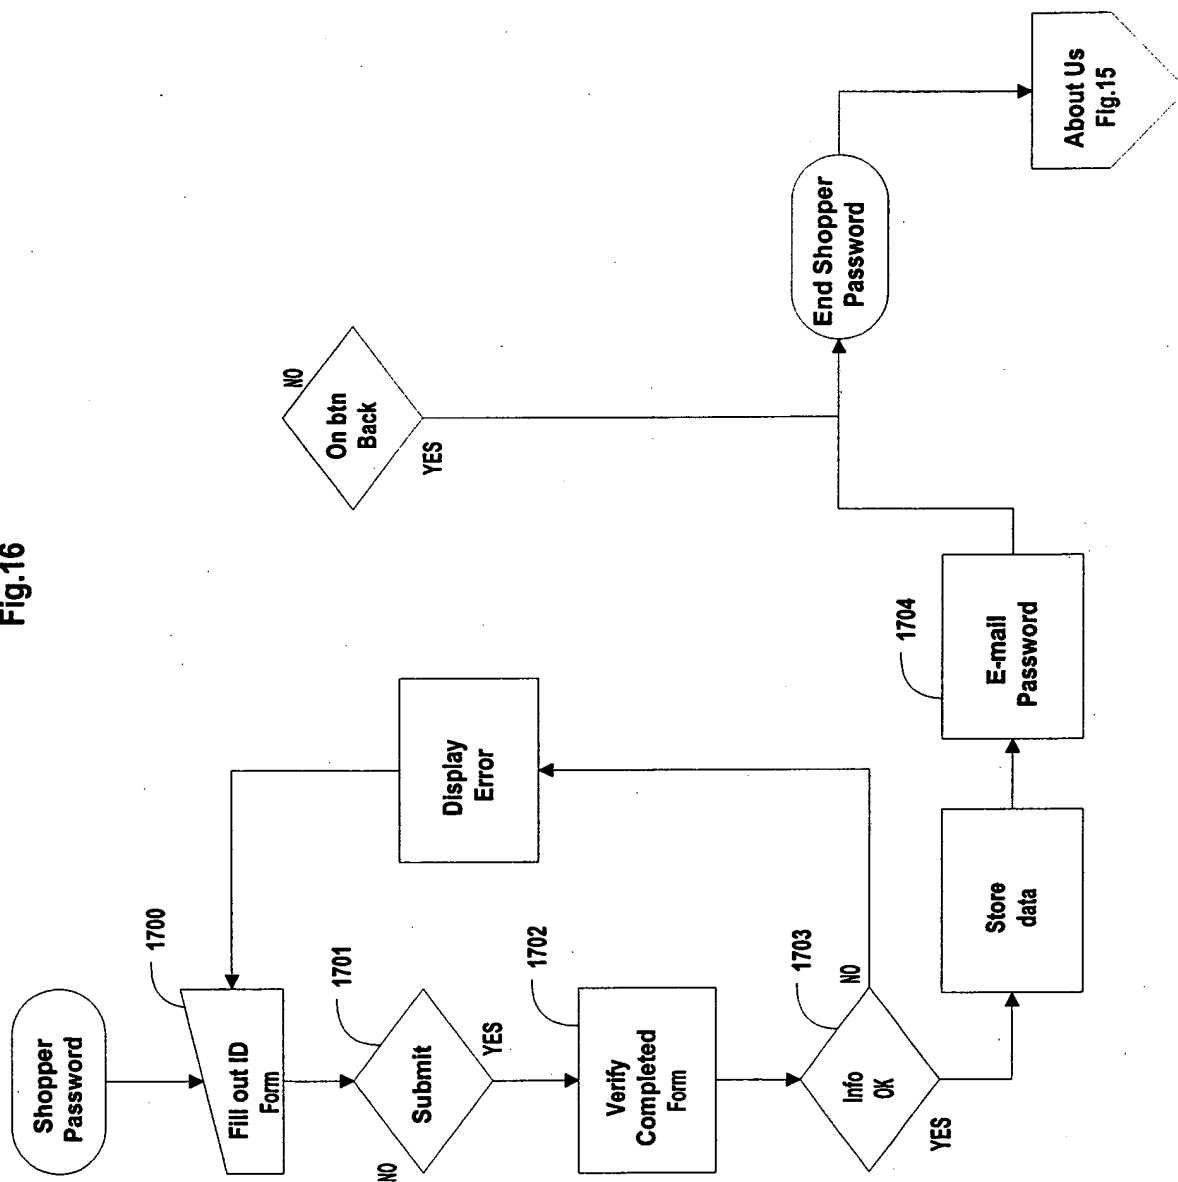 Fig.16
Shopper
Password
1700
Fill out ID
Form
1701
Submit
NO
YES
1702
Verify
Completed
Form
1703
Info
OK
NO
YES
Display
Error
Store
data
1704
E-mail
Password
On btn
Back
NO
YES
End Shopper
Password
About Us
Fig.15